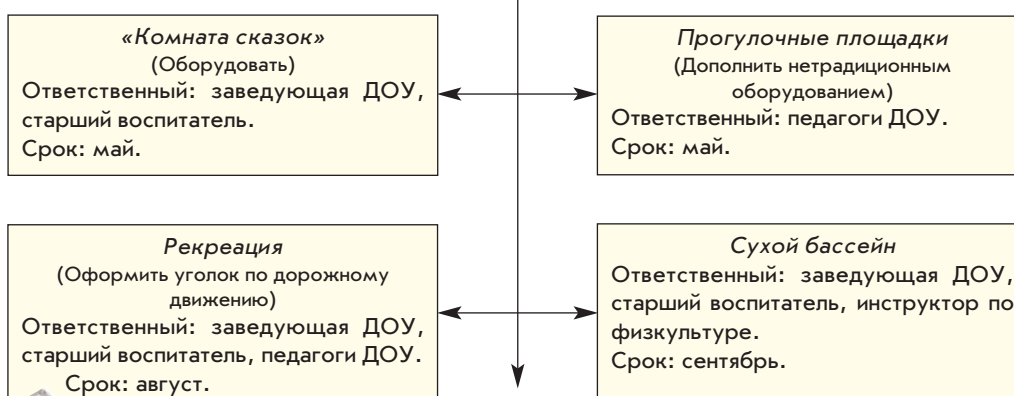 «Комната сказок»
(Оборудовать)
Ответственный: заведующая ДОУ,
старший воспитатель.
Срок: май.
Прогулочные площадки
(Дополнить нетрадиционным
оборудованием)
Ответственный: педагоги ДОУ.
Срок: май.
Рекреация
(Оформить уголок по дорожному
движению)
Ответственный: заведующая ДОУ,
старший воспитатель, педагоги ДОУ.
Срок: август.
Сухой бассейн
Ответственный: заведующая ДОУ,
старший воспитатель, инструктор по
физкультуре.
Срок: сентябрь.